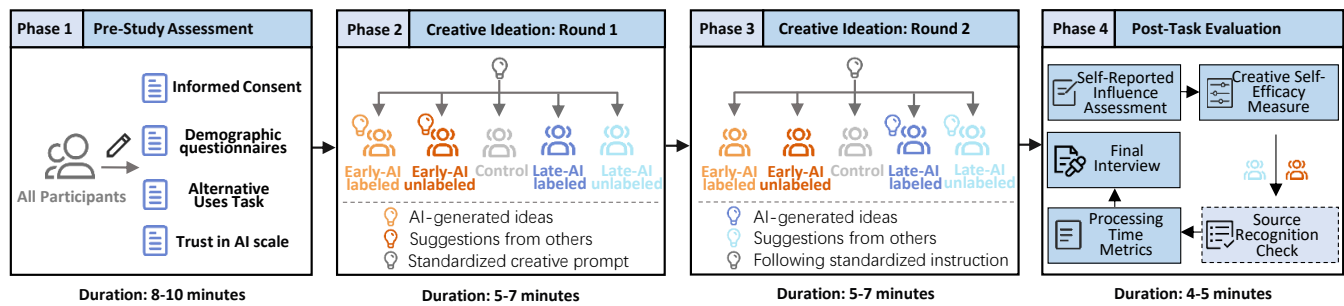 Phase 1
Pre-Study Assessment
Informed Consent
Demographic
questionnaires
All Participants
Alternative
Uses Task
Trust in AI scale
Duration: 8-10 minutes
Phase 2
Creative Ideation: Round 1
Early-AI
labeled
Early-AI
unlabeled
Control
Late-AI
labeled
Late-AI
unlabeled
AI-generated ideas
Suggestions from others
Standardized creative prompt
Duration: 5-7 minutes
Phase 3
Creative Ideation: Round 2
Early-AI
labeled
Early-AI
unlabeled
Control
Late-AI
labeled
Late-AI
unlabeled
AI-generated ideas
Suggestions from others
Following standardized instruction
Duration: 5-7 minutes
Phase 4
Post-Task Evaluation
Self-Reported
Influence
Assessment
Creative Self-
Efficacy
Measure
Final
Interview
Processing
Time
Metrics
Source
Recognition
Check
Duration: 4-5 minutes